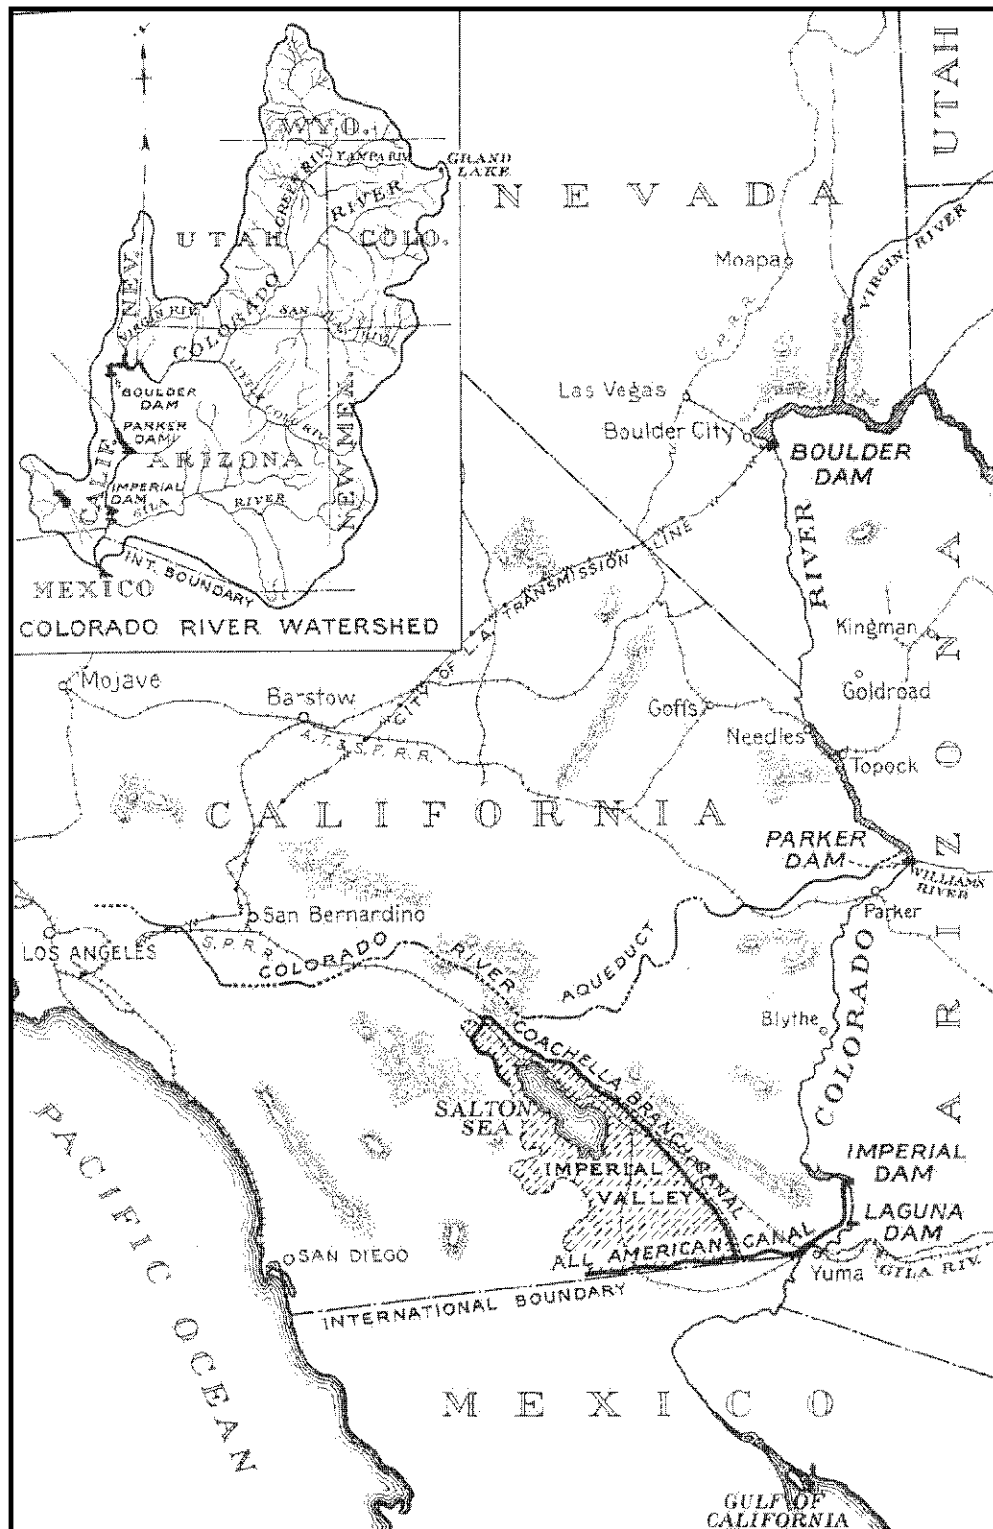 WYO.
GREEN RIV.
YAMPA RIV.
GRAND
LAKE
RIVER
UTAH
COLO.
NEV.
VIRGIN RIV.
COLORADO
SAN
LITTLE
COLO. RIV.
BOULDER
DAM
PARKER
DAM
CALIF.
ARIZONA
NEW MEX.
IMPERIAL
DAM
GILA
RIVER
INT. BOUNDARY
MEXICO
COLORADO RIVER WATERSHED
UTAH
NEVADA
Moapa
VIRGIN RIVER
Las Vegas
Boulder City
BOULDER
DAM
RIVER
CITY OF L.A. TRANSMISSION LINE
Kingman
Goldroad
Mojave
Barstow
A.T.& S.F. R.R.
Goffs
Needles
Topock
CALIFORNIA
PARKER
DAM
WILLIAMS
RIVER
Parker
ARIZONA
San Bernardino
LOS ANGELES
S.P.R.R.
COLORADO RIVER AQUEDUCT
Blythe
COLORADO
COACHELLA BRANCH CANAL
SALTON
SEA
IMPERIAL
VALLEY
IMPERIAL
DAM
LAGUNA
DAM
ALL AMERICAN CANAL
Yuma
GILA RIV.
SAN DIEGO
INTERNATIONAL BOUNDARY
PACIFIC OCEAN
MEXICO
GULF OF
CALIFORNIA